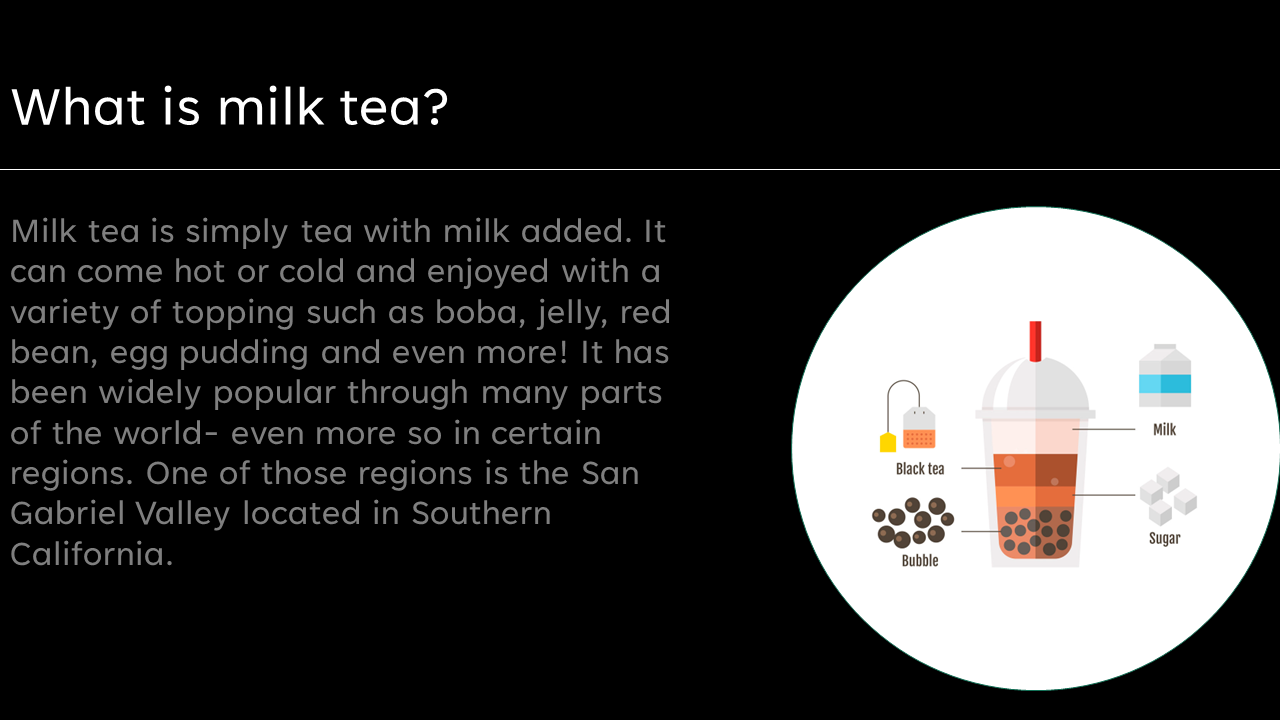 What is milk tea?
Milk tea is simply tea with milk added. It
can come hot or cold and enjoyed with a
variety of topping such as boba, jelly, red
bean, egg pudding and even more! It has
been widely popular through many parts
of the world- even more so in certain
regions. One of those regions is the San
Gabriel Valley located in Southern
California.
Milk
Black tea
Sugar
Bubble